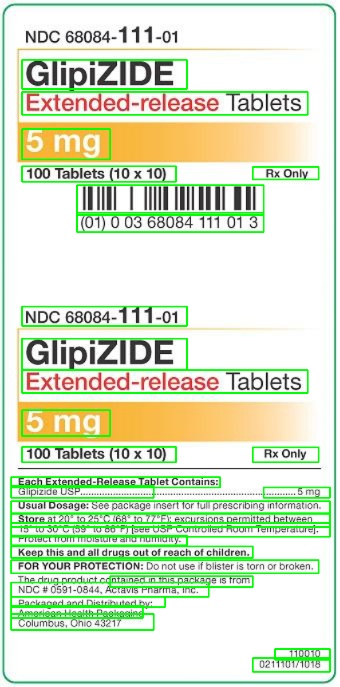 NDC 68084-111-01
GlipiZIDE
Extended-release Tablets
5 mg
100 Tablets (10 x 10) Rx Only
(01) 0 03 68084 111 01 3
NDC 68084-111-01
GlipiZIDE
Extended-release Tablets
5 mg
100 Tablets (10 x 10) Rx Only
Each Extended-Release Tablet Contains:
Glipizide USP..........................................................................5 mg
Usual Dosage: See package insert for full prescribing information.
Store at 20° to 25°C (68° to 77°F); excursions permitted between
15° to 30°C (59° to 86°F) [see USP Controlled Room Temperature].
Protect from moisture and humidity.
Keep this and all drugs out of reach of children.
FOR YOUR PROTECTION: Do not use if blister is torn or broken.
The drug product contained in this package is from
NDC # 0591-0844, Actavis Pharma, Inc.
Packaged and Distributed by:
American Health Packaging
Columbus, Ohio 43217
110010
0211101/1018